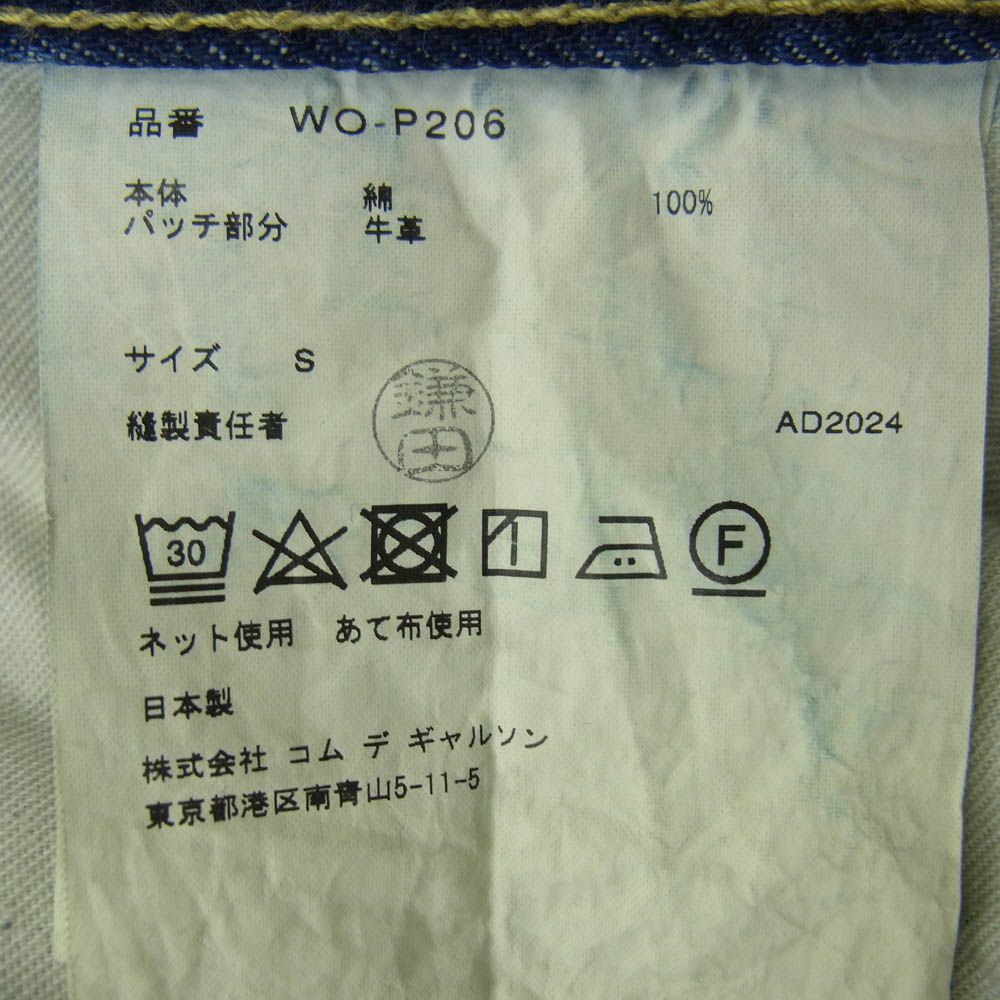 品番 WO-P206
本体 綿 100%
パッチ部分 牛革
サイズ S
縫製責任者 鎌田 AD2024
30 F
ネット使用 あて布使用
日本製
株式会社 コム デ ギャルソン
東京都港区南青山5-11-5